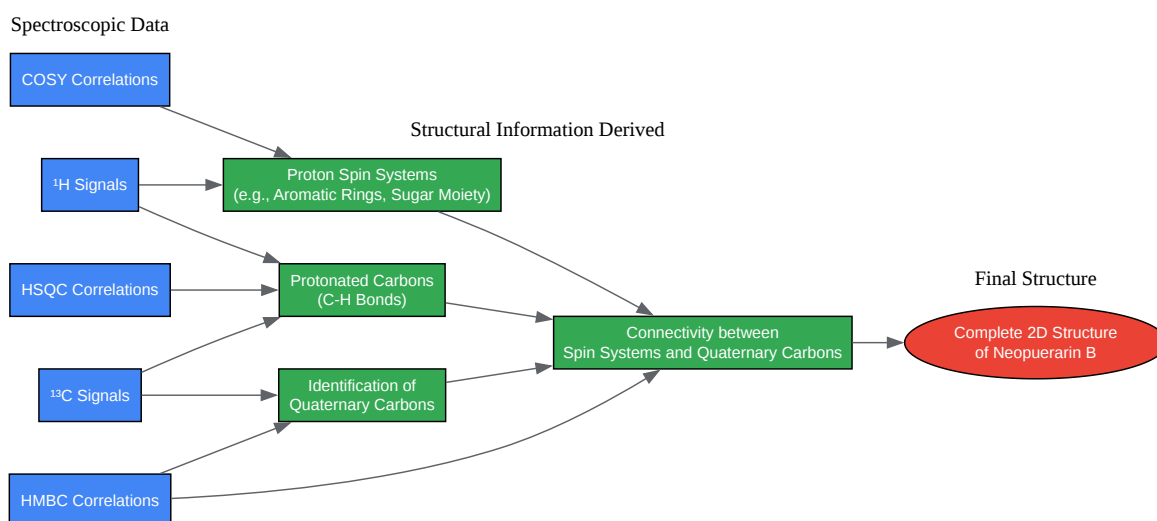 Spectroscopic Data
COSY Correlations
Structural Information Derived
¹H Signals
Proton Spin Systems
(e.g., Aromatic Rings, Sugar Moiety)
HSQC Correlations
Protonated Carbons
(C-H Bonds)
Final Structure
Connectivity between
Spin Systems and Quaternary Carbons
Complete 2D Structure
of Neopuerarin B
¹³C Signals
Identification of
Quaternary Carbons
HMBC Correlations